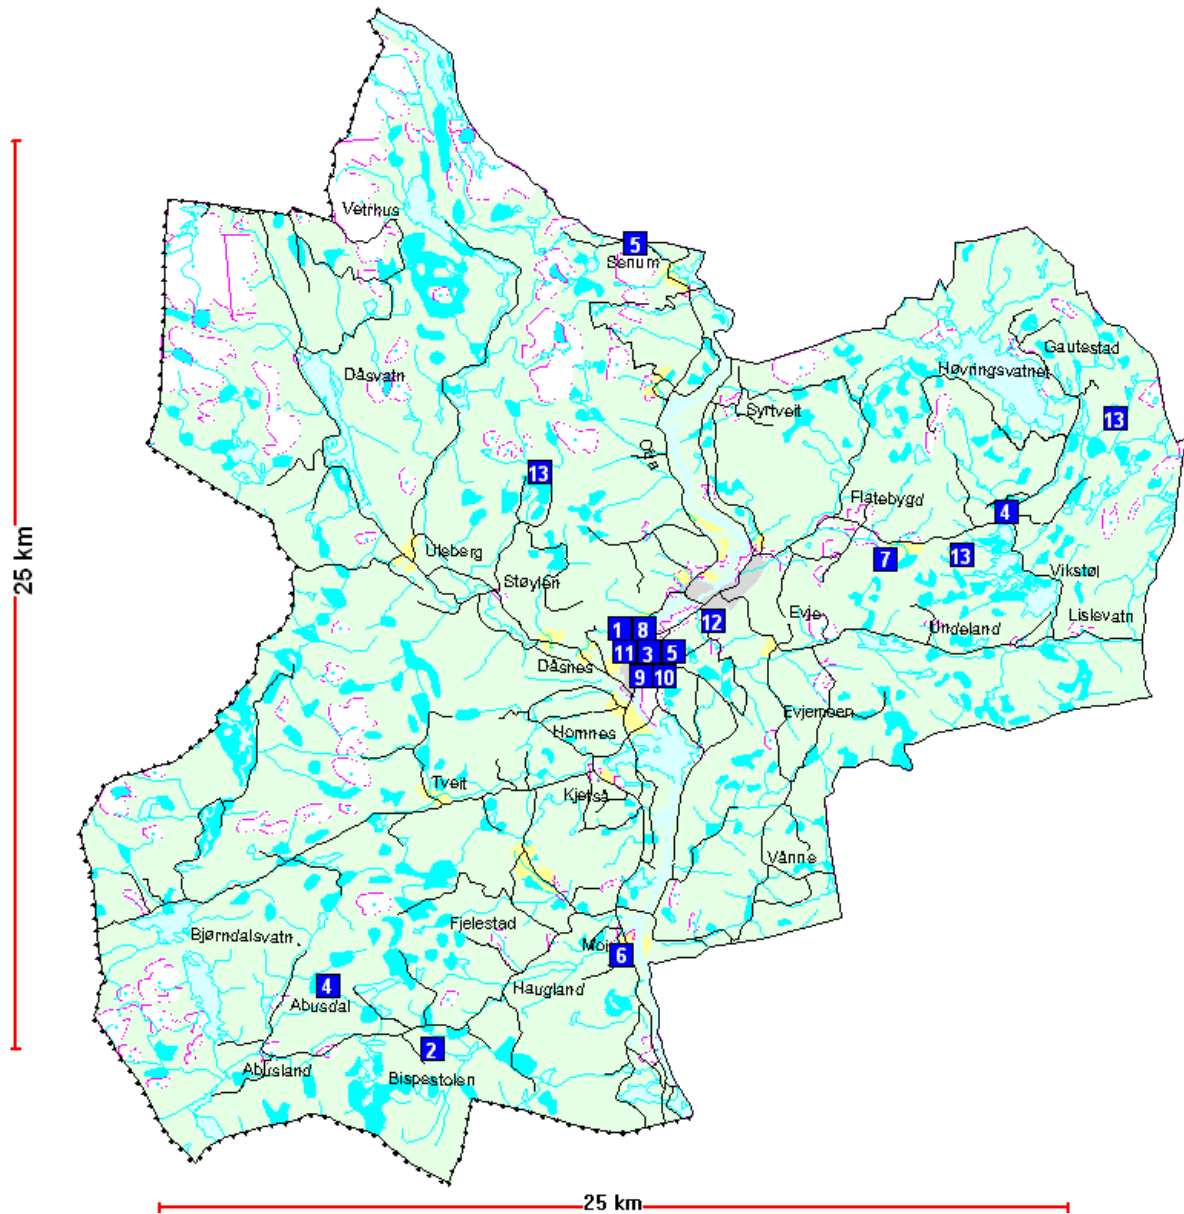 Vetrhus
5
Senum
Gautestad
Høvringsvatnet
Dåsvatn
Syrtveit
13
Otra
13
Flatebygd
4
25 km
Uleberg
7
13
Støylen
Vikstøl
Evje
Lislevatn
1 8
12
Undeland
11 3 5
Dåsnes
9 10
Evjemoen
Hornnes
Tveit
Kjetså
Vånne
Fjelestad
Bjørndalsvatn
Moi
6
4
Haugland
Abusdal
2
Abusland
Bispestolen
25 km